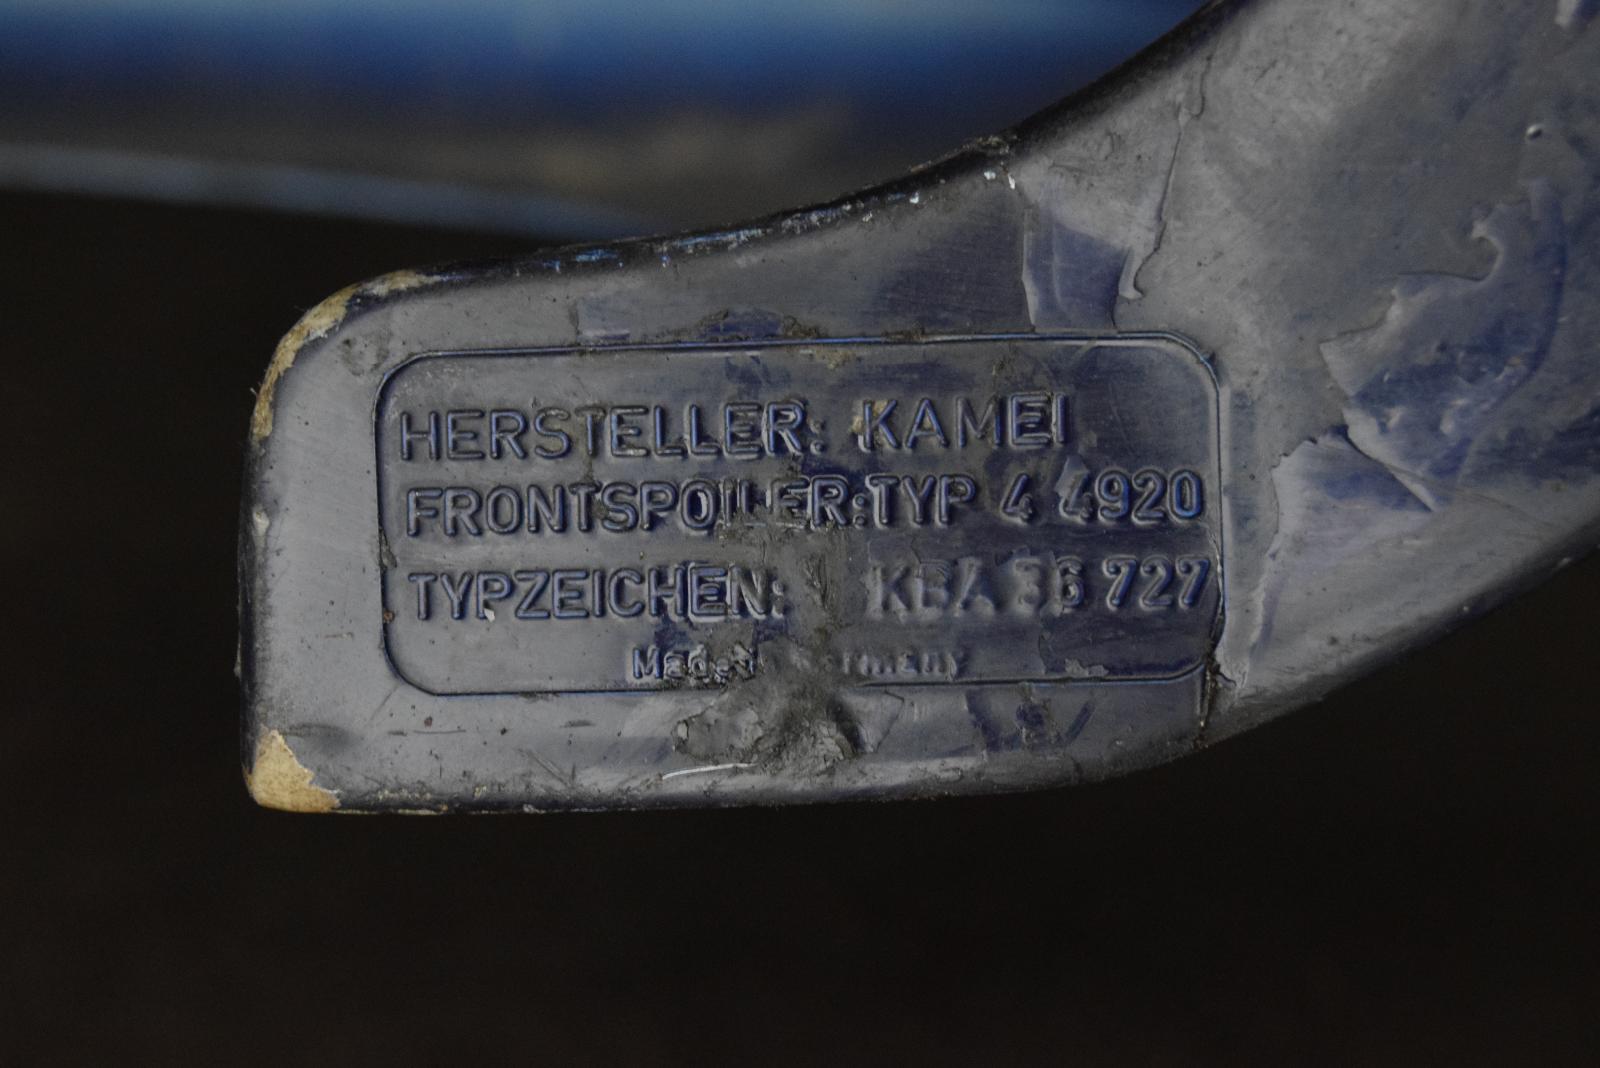 HERSTELLER: KAMEI
FRONTSPOILER: TYP 4 4920
TYPZEICHEN: KBA 36 727
Made